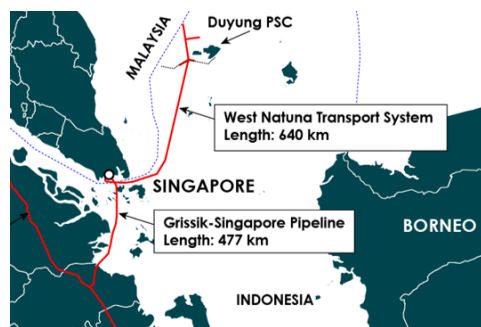 Duyung PSC
MALAYSIA
West Natuna Transport System
Length: 640 km
SINGAPORE
Grissik-Singapore Pipeline
Length: 477 km
BORNEO
INDONESIA